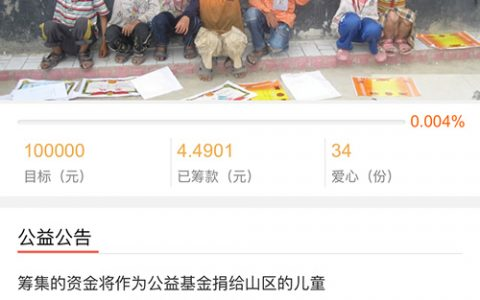 0.004%
100000 4.4901 34
目标（元） 已筹款（元） 爱心（份）
公益公告
筹集的资金将作为公益基金捐给山区的儿童